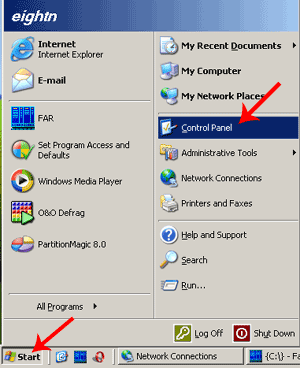 eightn
Internet
Internet Explorer
E-mail
FAR
Set Program Access and
Defaults
Windows Media Player
O&O Defrag
PartitionMagic 8.0
All Programs
My Recent Documents
My Computer
My Network Places
Control Panel
Administrative Tools
Network Connections
Printers and Faxes
Help and Support
Search
Run...
Log Off
Shut Down
Start
Network Connections
{C:\} - Fa